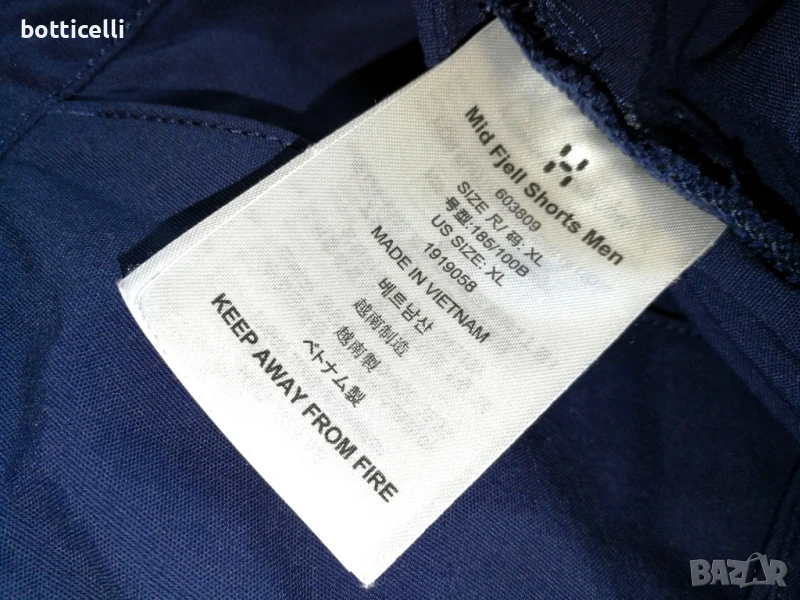 botticelli
Mid Fjell Shorts Men
603809
SIZE 尺/码: XL
号型:185/100B
US SIZE: XL
1919058
MADE IN VIETNAM
베트남산
越南制造
越南製
ベトナム製
KEEP AWAY FROM FIRE
BAZAR